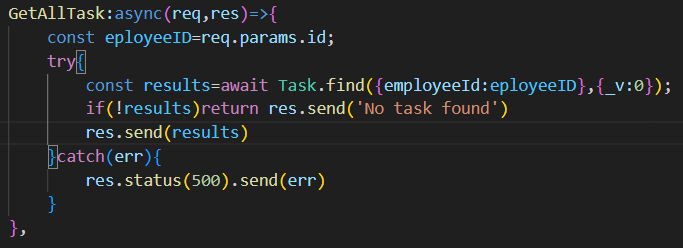 GetAllTask:async(req,res)=>{
const eployeeID=req.params.id;
try{
const results=await Task.find({employeeId:eployeeID},{_v:0});
if(!results)return res.send('No task found')
res.send(results)
}catch(err){
res.status(500).send(err)
}
},